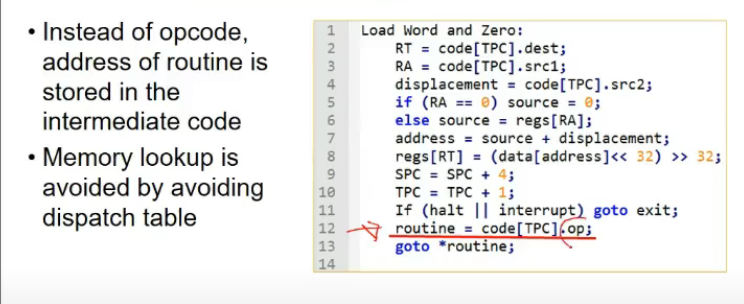 • Instead of opcode,
address of routine is
stored in the
intermediate code
• Memory lookup is
avoided by avoiding
dispatch table
1 Load Word and Zero:
2 RT = code[TPC].dest;
3 RA = code[TPC].src1;
4 displacement = code[TPC].src2;
5 if (RA == 0) source = 0;
6 else source = regs[RA];
7 address = source + displacement;
8 regs[RT] = (data[address]<< 32) >> 32;
9 SPC = SPC + 4;
10 TPC = TPC + 1;
11 If (halt || interrupt) goto exit;
12 routine = code[TPC].op;
13 goto *routine;
14